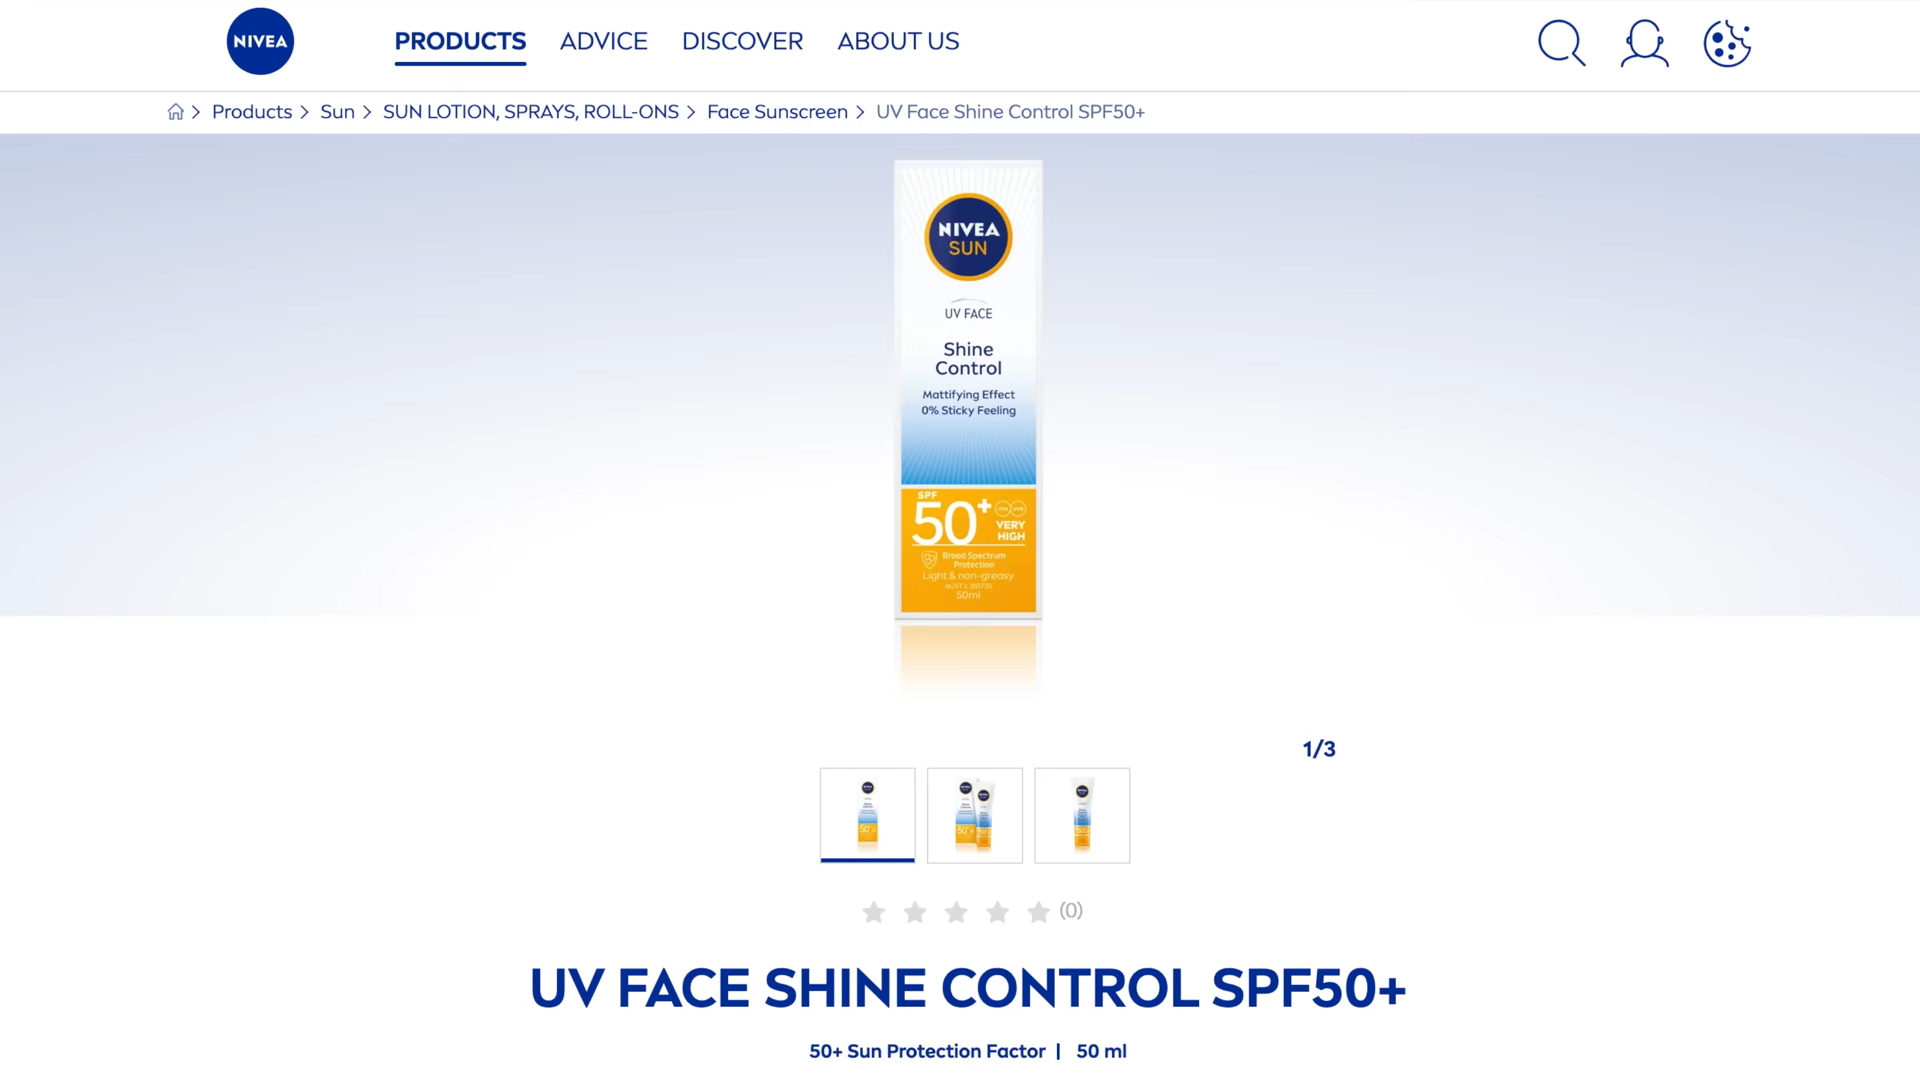 NIVEA
PRODUCTS ADVICE DISCOVER ABOUT US
Products > Sun > SUN LOTION, SPRAYS, ROLL-ONS > Face Sunscreen > UV Face Shine Control SPF50+
NIVEA
SUN
UV FACE
Shine
Control
Mattifying Effect
0% Sticky Feeling
SPF
50+
VERY
HIGH
Broad Spectrum
Protection
Light & non-greasy
50ml
1/3
(0)
UV FACE SHINE CONTROL SPF50+
50+ Sun Protection Factor | 50 ml